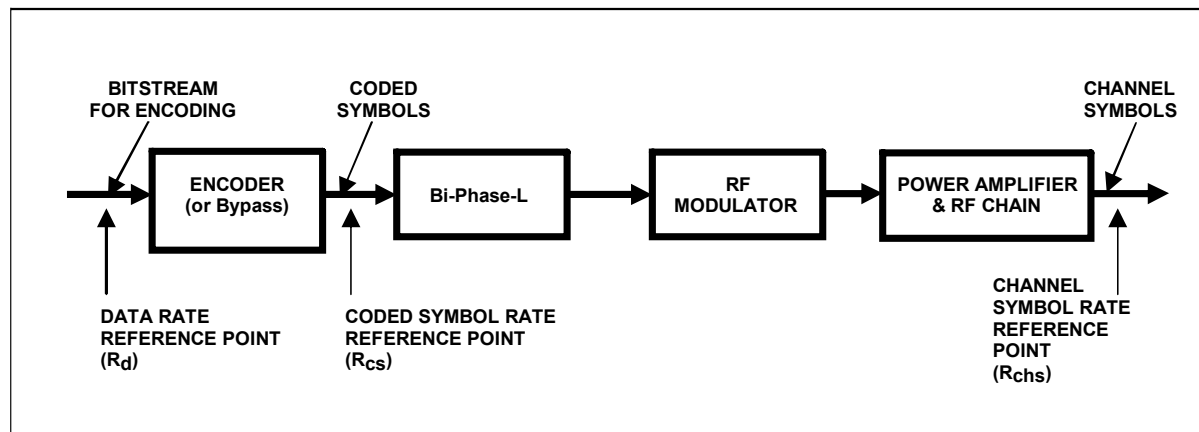 BITSTREAM
FOR ENCODING
CODED
SYMBOLS
CHANNEL
SYMBOLS
ENCODER
(or Bypass)
Bi-Phase-L
RF
MODULATOR
POWER AMPLIFIER
& RF CHAIN
DATA RATE
REFERENCE POINT
(Rd)
CODED SYMBOL RATE
REFERENCE POINT
(Rcs)
CHANNEL
SYMBOL RATE
REFERENCE
POINT
(Rchs)